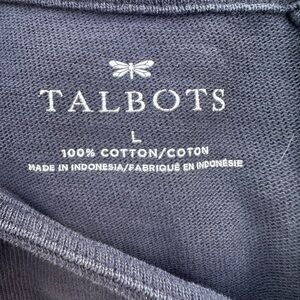 TALBOTS
L
100% COTTON/COTON
MADE IN INDONESIA/FABRIQUÉ EN INDONÉSIE